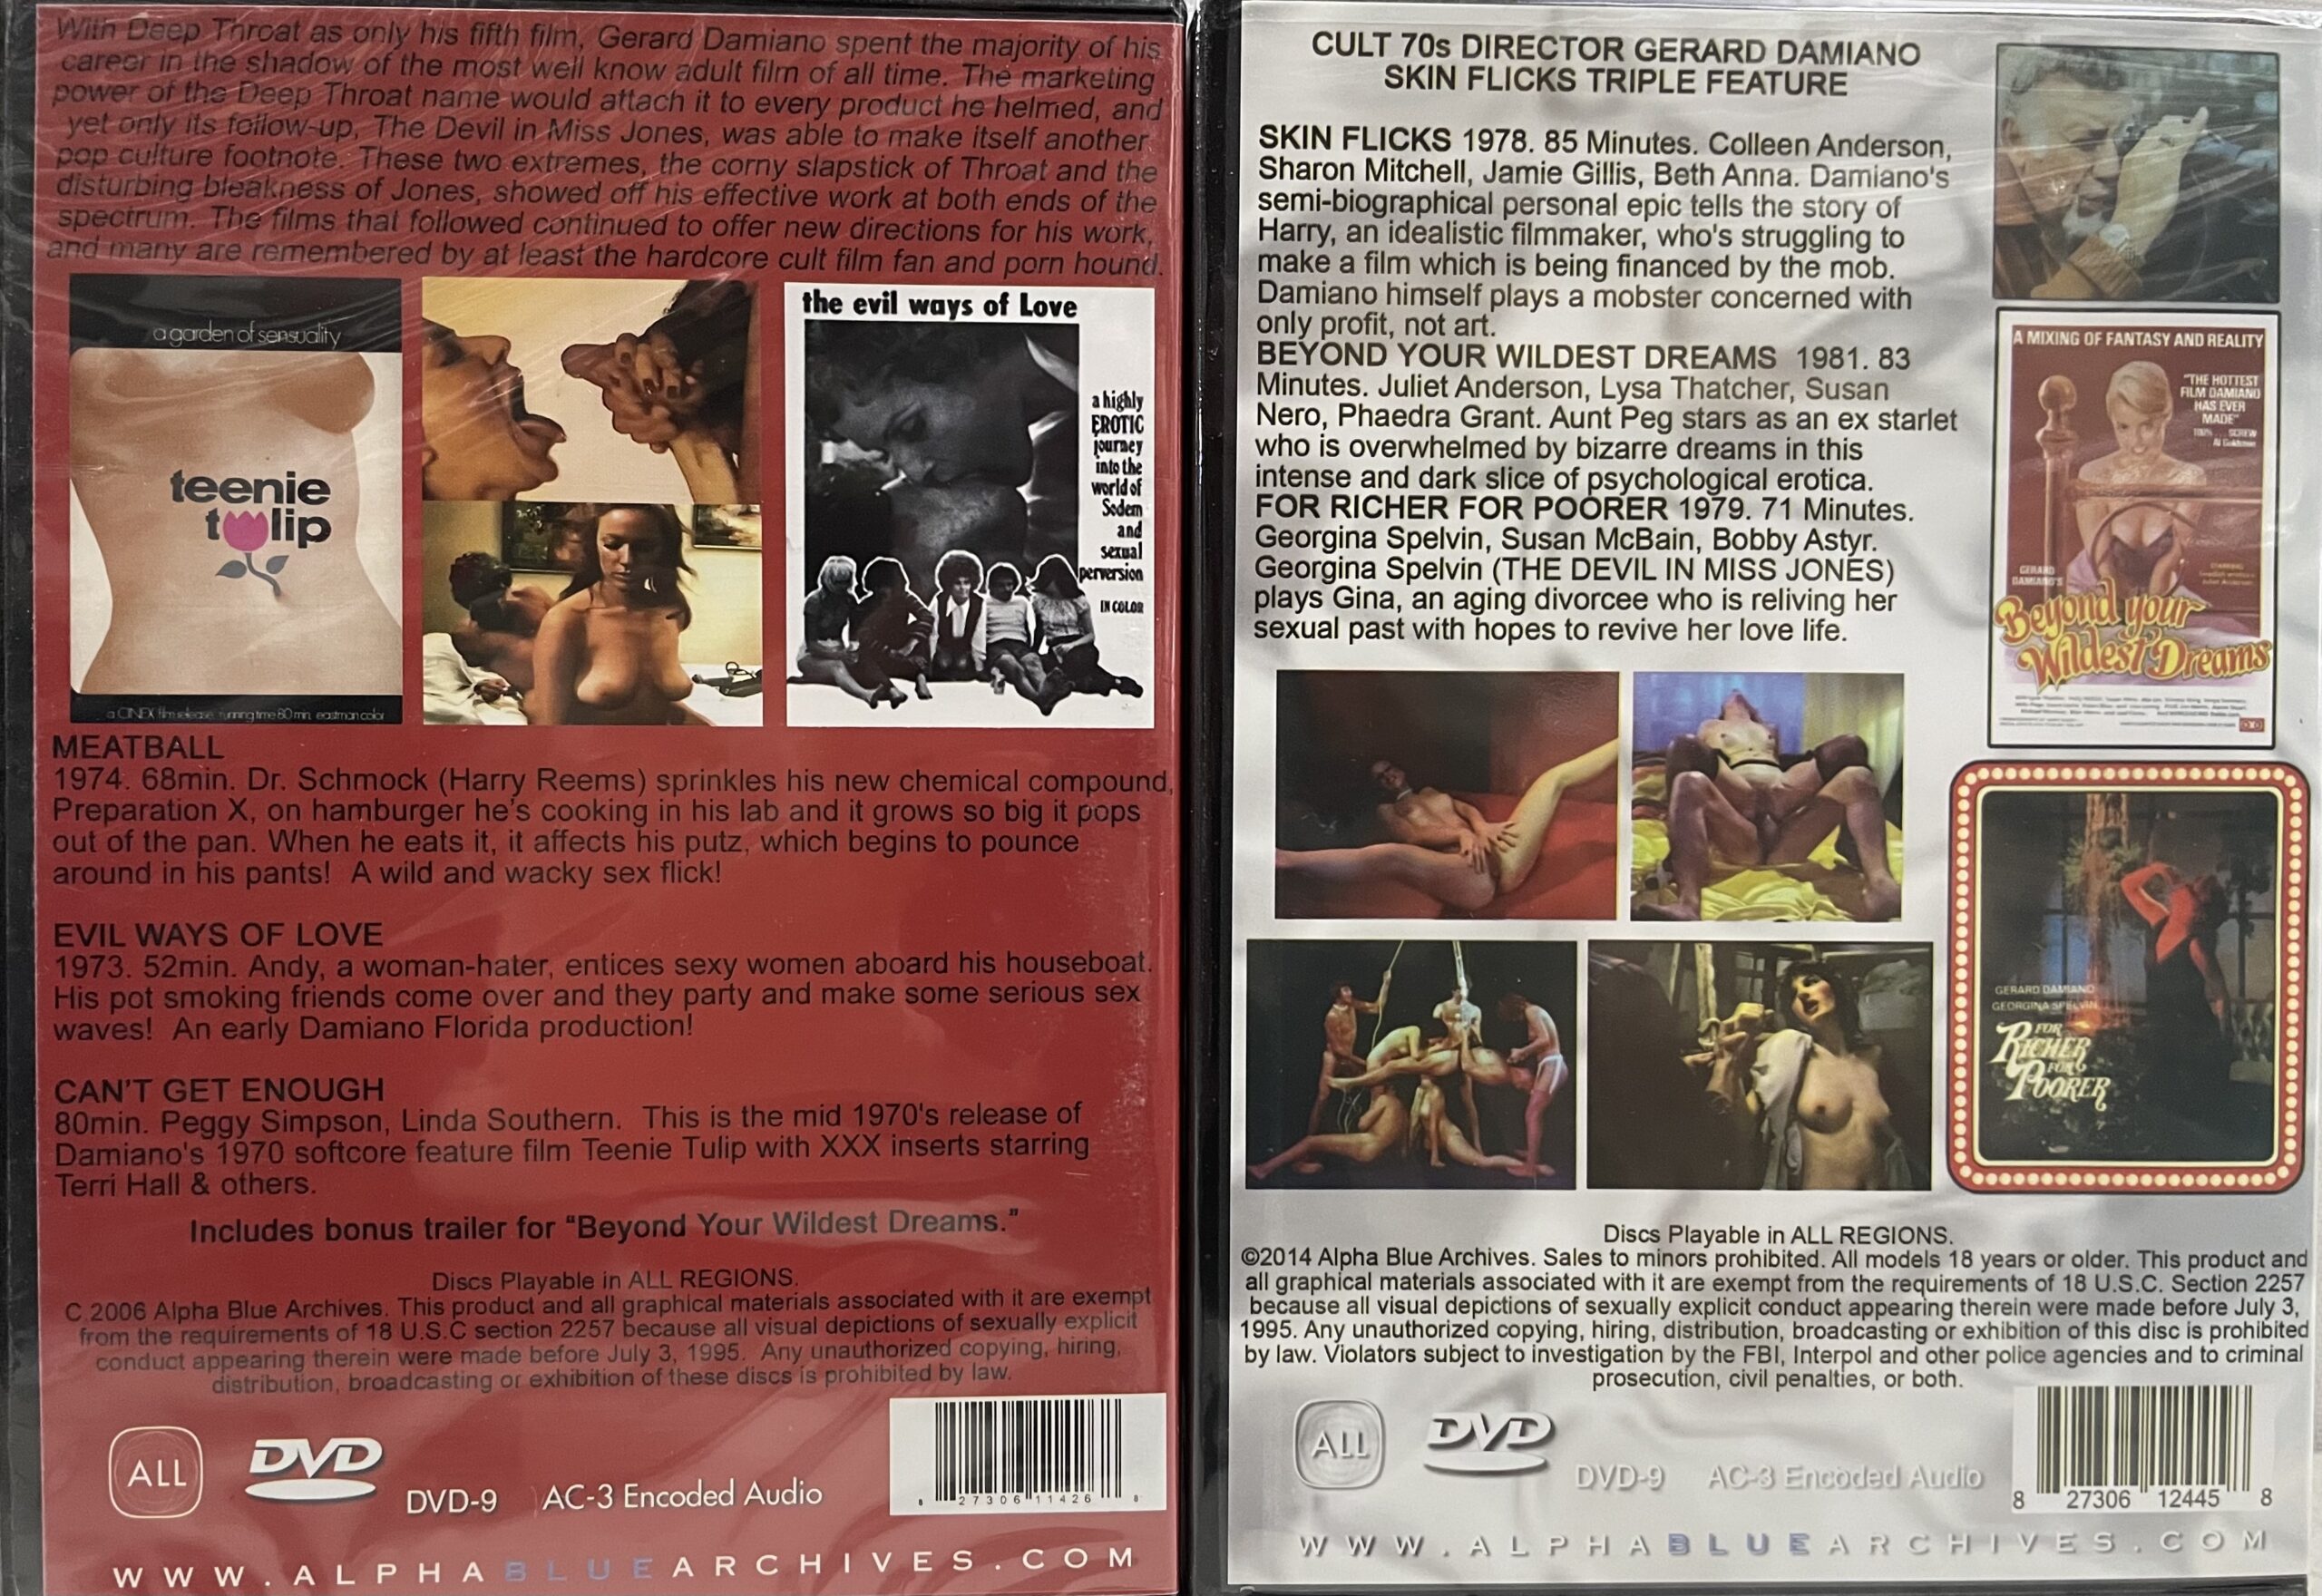 With Deep Throat as only his fifth film, Gerard Damiano spent the majority of his
career in the shadow of the most well know adult film of all time. The marketing
power of the Deep Throat name would attach it to every product he helmed, and
yet only its follow-up, The Devil in Miss Jones, was able to make itself another
pop culture footnote. These two extremes, the corny slapstick of Throat and the
disturbing bleakness of Jones, showed off his effective work at both ends of the
spectrum. The films that followed continued to offer new directions for his work,
and many are remembered by at least the hardcore cult film fan and porn hound.
a garden of sensuality
teenie
tulip
a CINEX film release. running time 80 min. eastman color
the evil ways of Love
a highly
EROTIC
journey
into the
world of
Sodem
and
sexual
perversion
IN COLOR
MEATBALL
1974. 68min. Dr. Schmock (Harry Reems) sprinkles his new chemical compound,
Preparation X, on hamburger he's cooking in his lab and it grows so big it pops
out of the pan. When he eats it, it affects his putz, which begins to pounce
around in his pants! A wild and wacky sex flick!
EVIL WAYS OF LOVE
1973. 52min. Andy, a woman-hater, entices sexy women aboard his houseboat.
His pot smoking friends come over and they party and make some serious sex
waves! An early Damiano Florida production!
CAN'T GET ENOUGH
80min. Peggy Simpson, Linda Southern. This is the mid 1970's release of
Damiano's 1970 softcore feature film Teenie Tulip with XXX inserts starring
Terri Hall & others.
Includes bonus trailer for “Beyond Your Wildest Dreams.”
Discs Playable in ALL REGIONS.
C 2006 Alpha Blue Archives. This product and all graphical materials associated with it are exempt
from the requirements of 18 U.S.C section 2257 because all visual depictions of sexually explicit
conduct appearing therein were made before July 3, 1995. Any unauthorized copying, hiring,
distribution, broadcasting or exhibition of these discs is prohibited by law.
ALL
DVD
DVD-9 AC-3 Encoded Audio
8 27306 11426 8
WWW.ALPHABLUEARCHIVES.COM
CULT 70s DIRECTOR GERARD DAMIANO
SKIN FLICKS TRIPLE FEATURE
SKIN FLICKS 1978. 85 Minutes. Colleen Anderson,
Sharon Mitchell, Jamie Gillis, Beth Anna. Damiano's
semi-biographical personal epic tells the story of
Harry, an idealistic filmmaker, who's struggling to
make a film which is being financed by the mob.
Damiano himself plays a mobster concerned with
only profit, not art.
BEYOND YOUR WILDEST DREAMS 1981. 83
Minutes. Juliet Anderson, Lysa Thatcher, Susan
Nero, Phaedra Grant. Aunt Peg stars as an ex starlet
who is overwhelmed by bizarre dreams in this
intense and dark slice of psychological erotica.
FOR RICHER FOR POORER 1979. 71 Minutes.
Georgina Spelvin, Susan McBain, Bobby Astyr.
Georgina Spelvin (THE DEVIL IN MISS JONES)
plays Gina, an aging divorcee who is reliving her
sexual past with hopes to revive her love life.
A MIXING OF FANTASY AND REALITY
"THE HOTTEST
FILM DAMIANO
HAS EVER
MADE"
100% SCREW
Al Goldstein
GERARD
DAMIANO'S
Beyond your
Wildest Dreams
GERARD DAMIANO
GEORGINA SPELVIN
FOR
RICHER
FOR
POORER
Discs Playable in ALL REGIONS.
©2014 Alpha Blue Archives. Sales to minors prohibited. All models 18 years or older. This product and
all graphical materials associated with it are exempt from the requirements of 18 U.S.C. Section 2257
because all visual depictions of sexually explicit conduct appearing therein were made before July 3,
1995. Any unauthorized copying, hiring, distribution, broadcasting or exhibition of this disc is prohibited
by law. Violators subject to investigation by the FBI, Interpol and other police agencies and to criminal
prosecution, civil penalties, or both.
ALL
DVD
DVD-9 AC-3 Encoded Audio
8 27306 12445 8
WWW.ALPHABLUEARCHIVES.COM